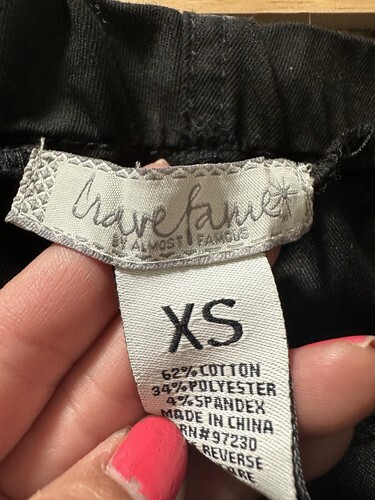 Crave fame
BY ALMOST FAMOUS
XS
62%COTTON
34%POLYESTER
4%SPANDEX
MADE IN CHINA
RN#97230
REVERSE